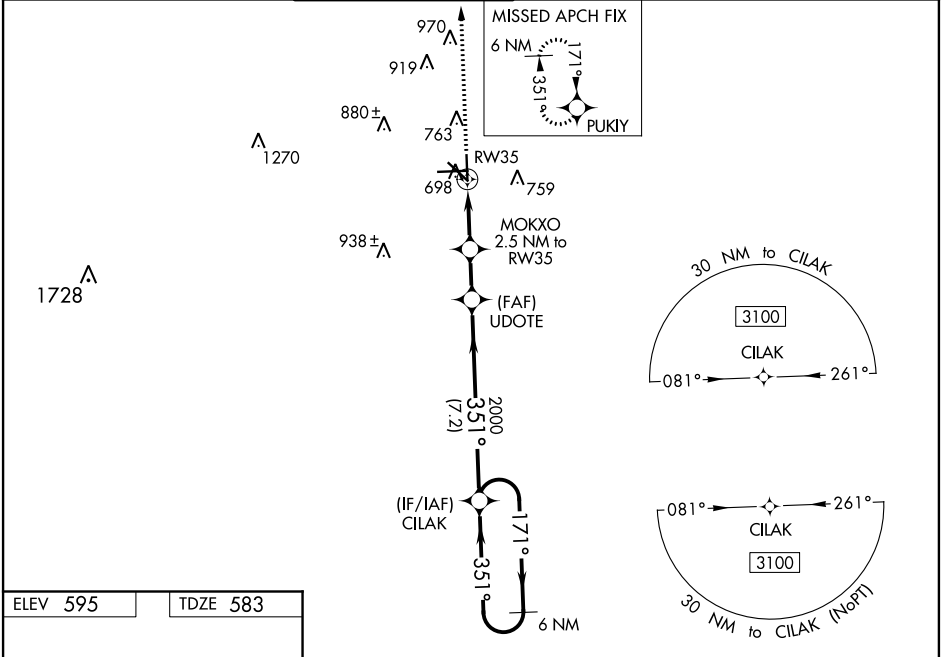 MISSED APCH FIX
6 NM
171°
351°
PUKIY
970
919
880 ±
763
1270
RW35
698
759
MOKXO
2.5 NM to
RW35
938 ±
1728
(FAF)
UDOTE
2000
351°
(7.2)
(IF/IAF)
CILAK
171°
351°
6 NM
30 NM to CILAK
3100
CILAK
081°
261°
081°
261°
CILAK
3100
30 NM to CILAK (NoPT)
ELEV 595
TDZE 583